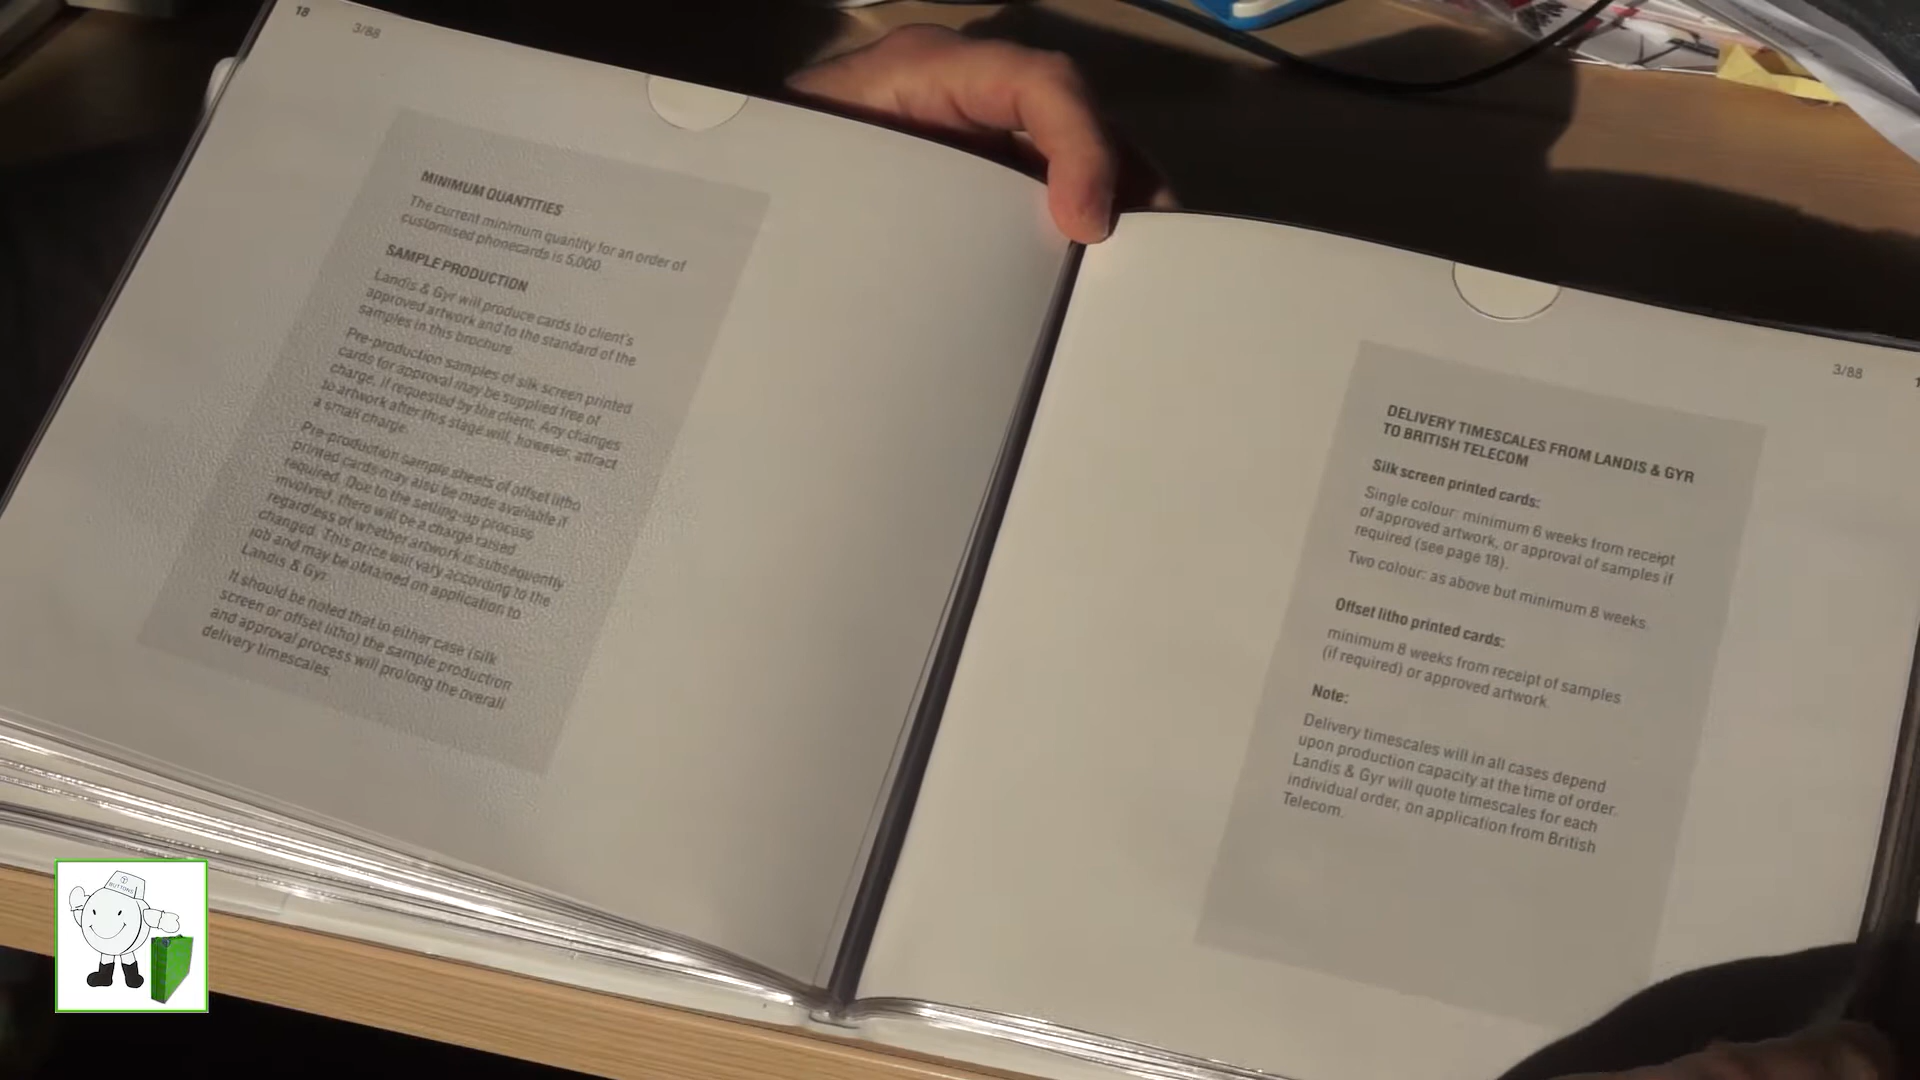 18
3/88
MINIMUM QUANTITIES
The current minimum quantity for an order of
customised phonecards is 5,000
SAMPLE PRODUCTION
Landis & Gyr will produce cards to client's
approved artwork and to the standard of the
samples in this brochure.
Pre-production samples of silk screen printed
cards for approval may be supplied free of
charge, if requested by the client. Any changes
to artwork after this stage will, however, attract
a small charge.
Pre-production sample sheets of offset litho
printed cards may also be made available if
required. Due to the setting-up process
involved, there will be a charge raised
regardless of whether artwork is subsequently
changed. This price will vary according to the
job and may be obtained on application to
Landis & Gyr.
It should be noted that in either case (silk
screen or offset litho) the sample production
and approval process will prolong the overall
delivery timescales.
3/88
DELIVERY TIMESCALES FROM LANDIS & GYR
TO BRITISH TELECOM
Silk screen printed cards:
Single colour: minimum 6 weeks from receipt
of approved artwork, or approval of samples if
required (see page 18).
Two colour: as above but minimum 8 weeks.
Offset litho printed cards:
minimum 8 weeks from receipt of samples
(if required) or approved artwork.
Note:
Delivery timescales will in all cases depend
upon production capacity at the time of order.
Landis & Gyr will quote timescales for each
individual order, on application from British
Telecom.
BUTTONS